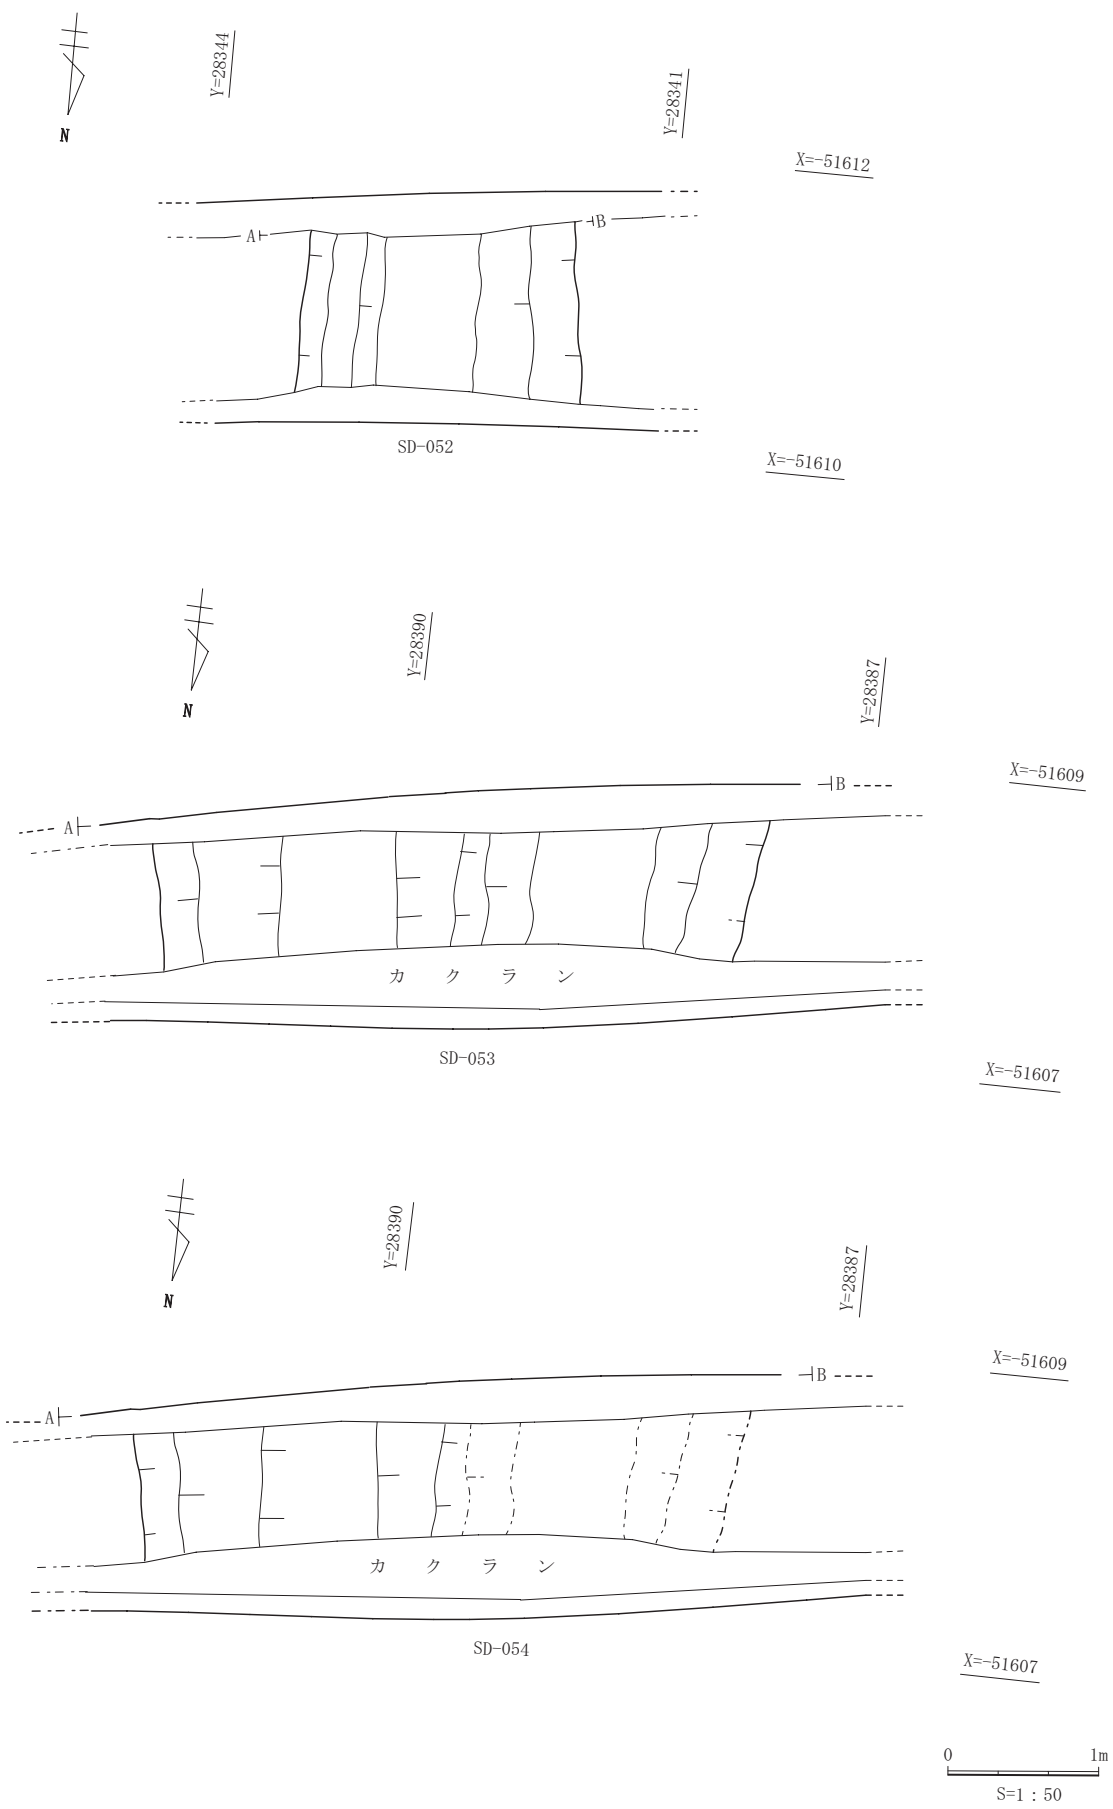 N
Y=28344
Y=28341
X=-51612
A
B
SD-052
X=-51610
N
Y=28390
Y=28387
X=-51609
A
B
カクラン
SD-053
X=-51607
N
Y=28390
Y=28387
X=-51609
A
B
カクラン
SD-054
X=-51607
0 1m
S=1：50